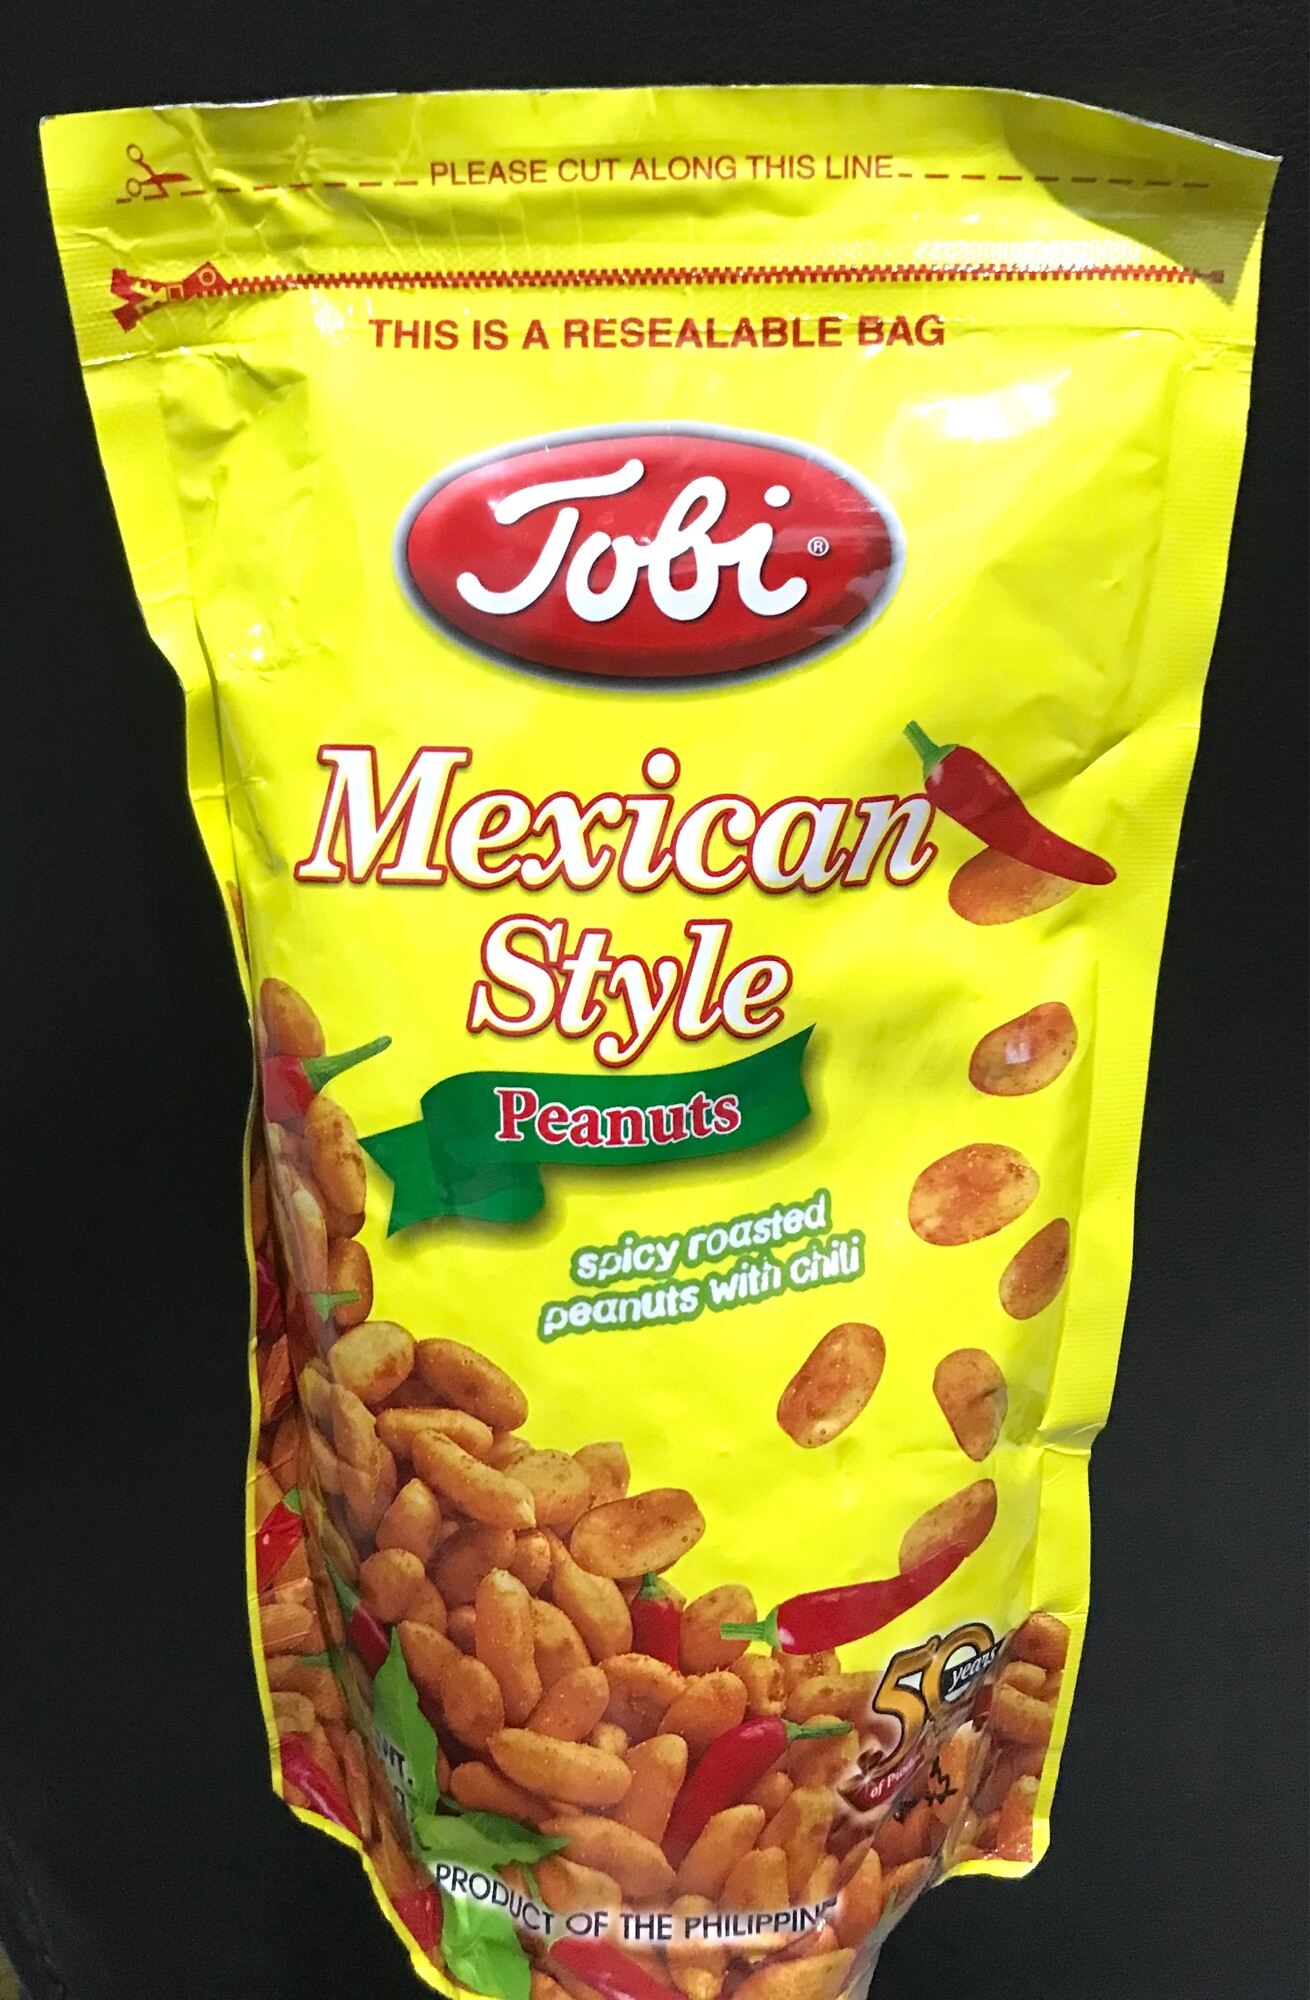 PLEASE CUT ALONG THIS LINE
THIS IS A RESEALABLE BAG
Tobi®
Mexican
Style
Peanuts
spicy roasted
peanuts with chili
50 years
of
PRODUCT OF THE